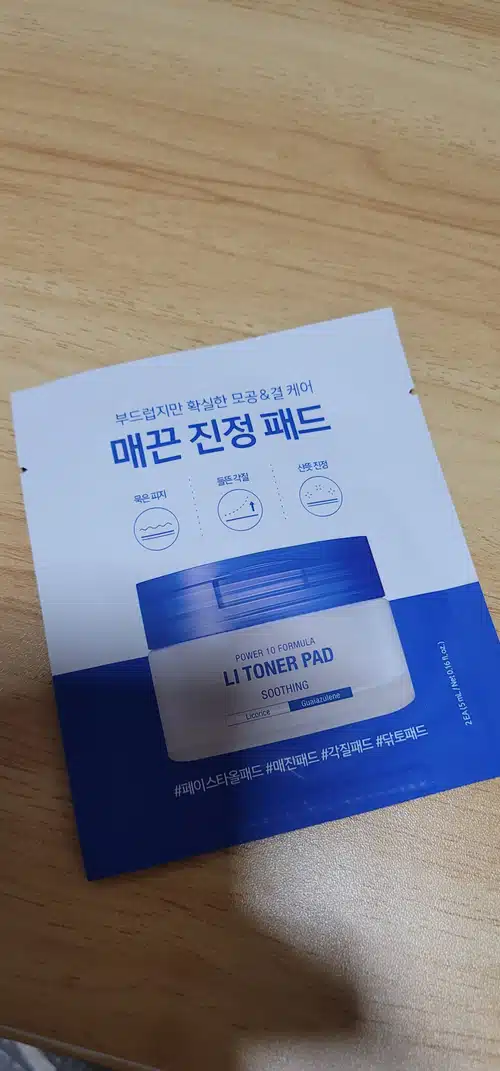 부드럽지만 확실한 모공&결 케어
매끈 진정 패드
묵은 피지
들뜬 각질
산뜻 진정
POWER 10 FORMULA
LI TONER PAD
SOOTHING
Licorice
Guaiazulene
2 EA (5 mL / Net 0.16 fl. oz.)
#페이스타올패드 #매진패드 #각질패드 #닦토패드